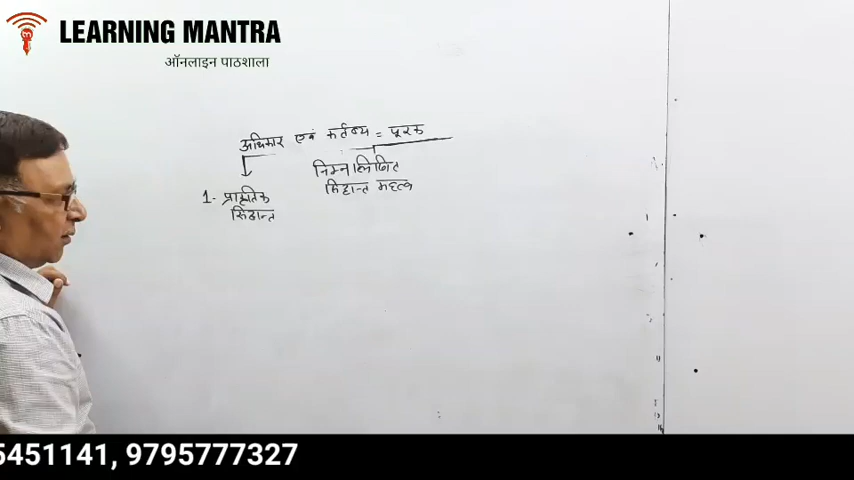 LEARNING MANTRA
ऑनलाइन पाठशाला
अधिकार एवं कर्तव्य = पूरक
निम्नलिखित
सिद्धान्त महत्व
1- प्राकृतिक
सिद्धान्त
5451141, 9795777327